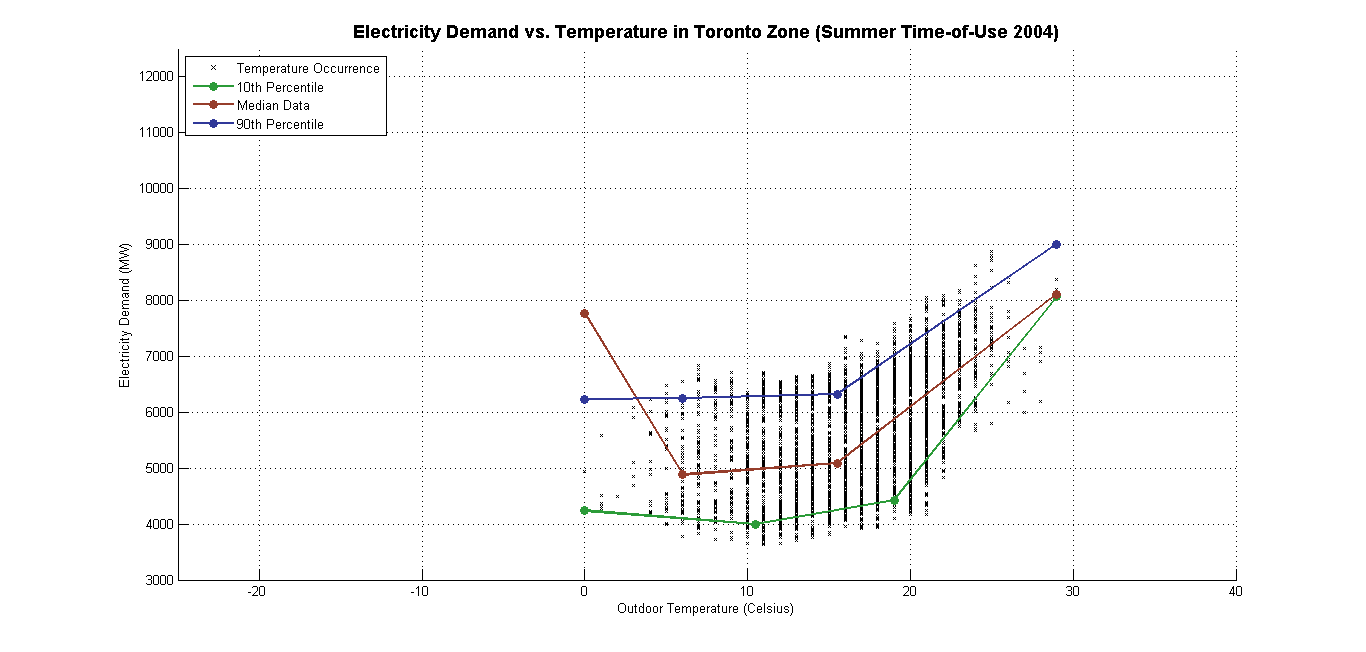 Electricity Demand vs. Temperature in Toronto Zone (Summer Time-of-Use 2004)
Temperature Occurrence
10th Percentile
Median Data
90th Percentile
12000
11000
10000
9000
8000
7000
6000
5000
4000
3000
Electricity Demand (MW)
-20 -10 0 10 20 30 40
Outdoor Temperature (Celsius)